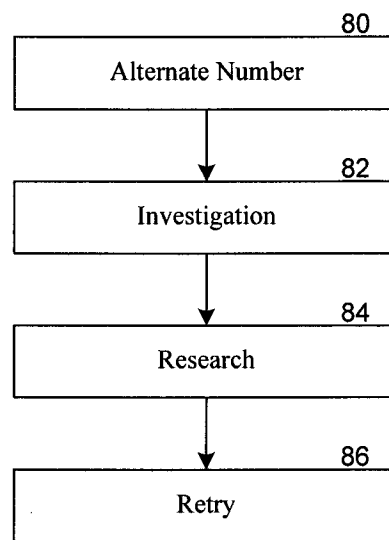 80
Alternate Number
82
Investigation
84
Research
86
Retry